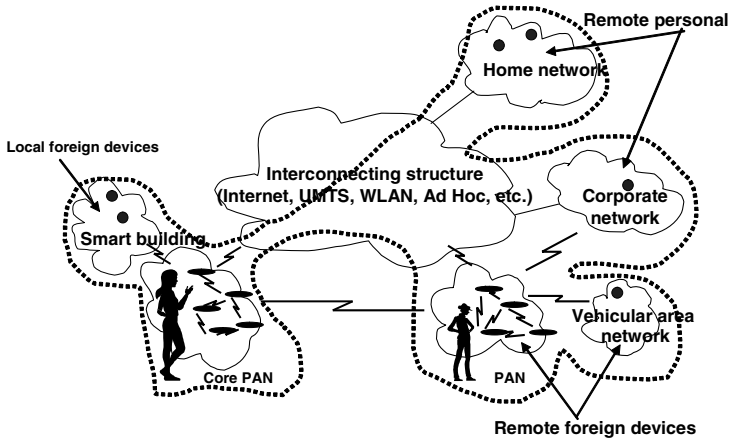 Remote personal
Home network
Local foreign devices
Interconnecting structure
(Internet, UMTS, WLAN, Ad Hoc, etc.)
Corporate
network
Smart building
Vehicular area
network
Core PAN
PAN
Remote foreign devices